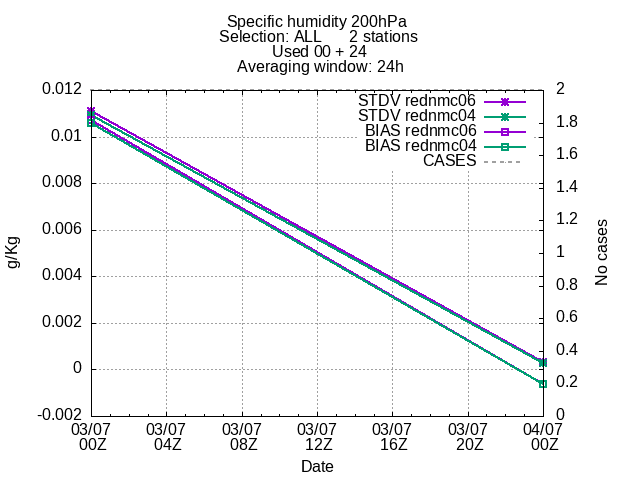 Specific humidity 200hPa
Selection: ALL 2 stations
Used 00 + 24
Averaging window: 24h
STDV rednmc06
STDV rednmc04
BIAS rednmc06
BIAS rednmc04
CASES
0.012
0.01
0.008
0.006
0.004
0.002
0
-0.002
g/Kg
2
1.8
1.6
1.4
1.2
1
0.8
0.6
0.4
0.2
0
No cases
03/07 03/07 03/07 03/07 03/07 03/07 04/07
00Z 04Z 08Z 12Z 16Z 20Z 00Z
Date